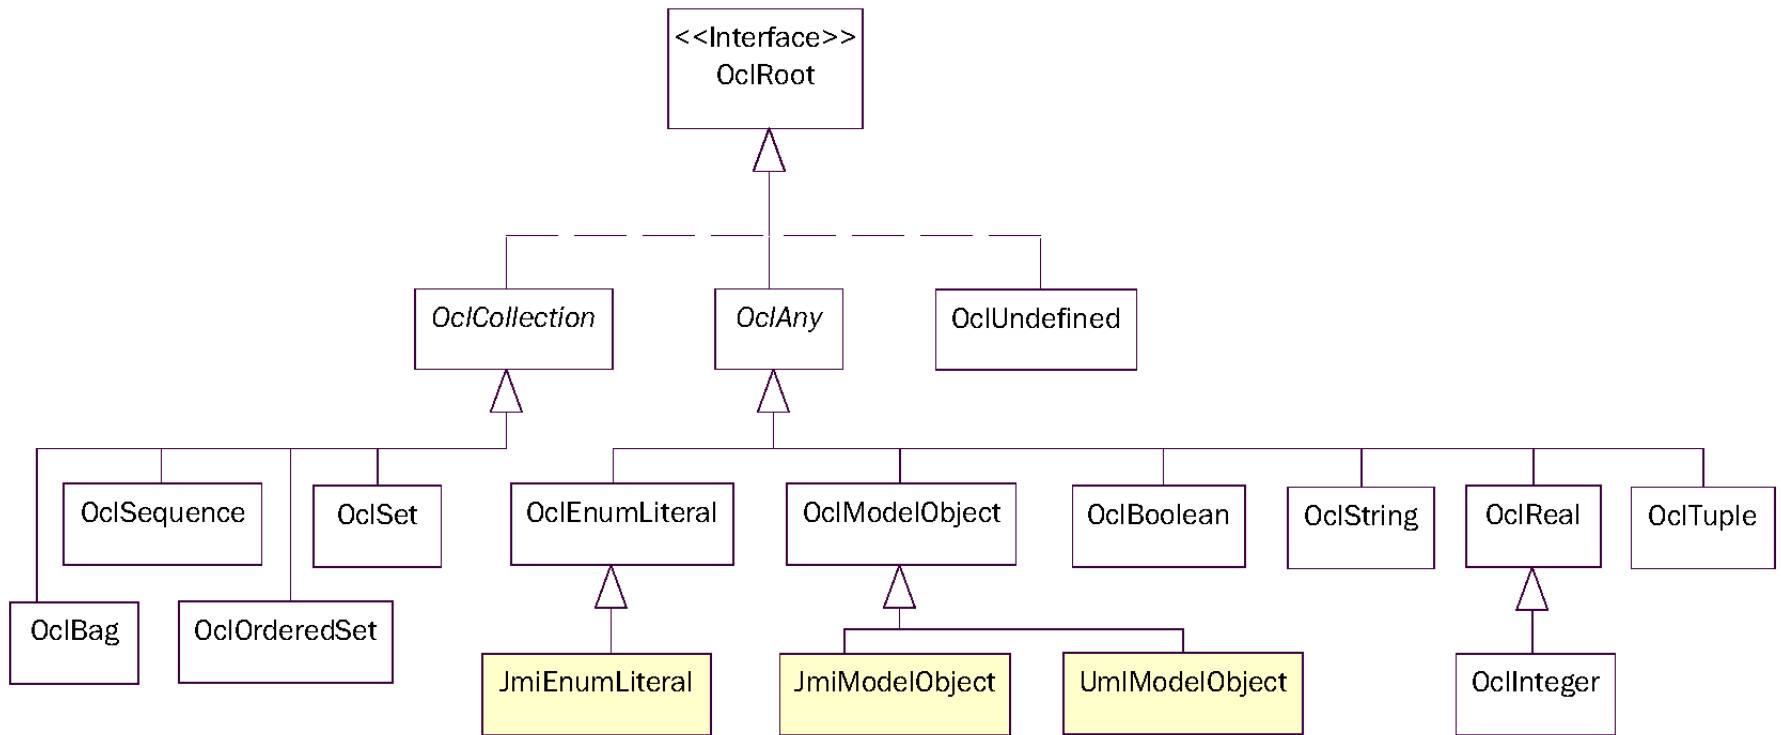 <<Interface>>
OclRoot
OclCollection
OclAny
OclUndefined
OclSequence
OclSet
OclEnumLiteral
OclModelObject
OclBoolean
OclString
OclReal
OclTuple
OclBag
OclOrderedSet
JmiEnumLiteral
JmiModelObject
UmlModelObject
OclInteger